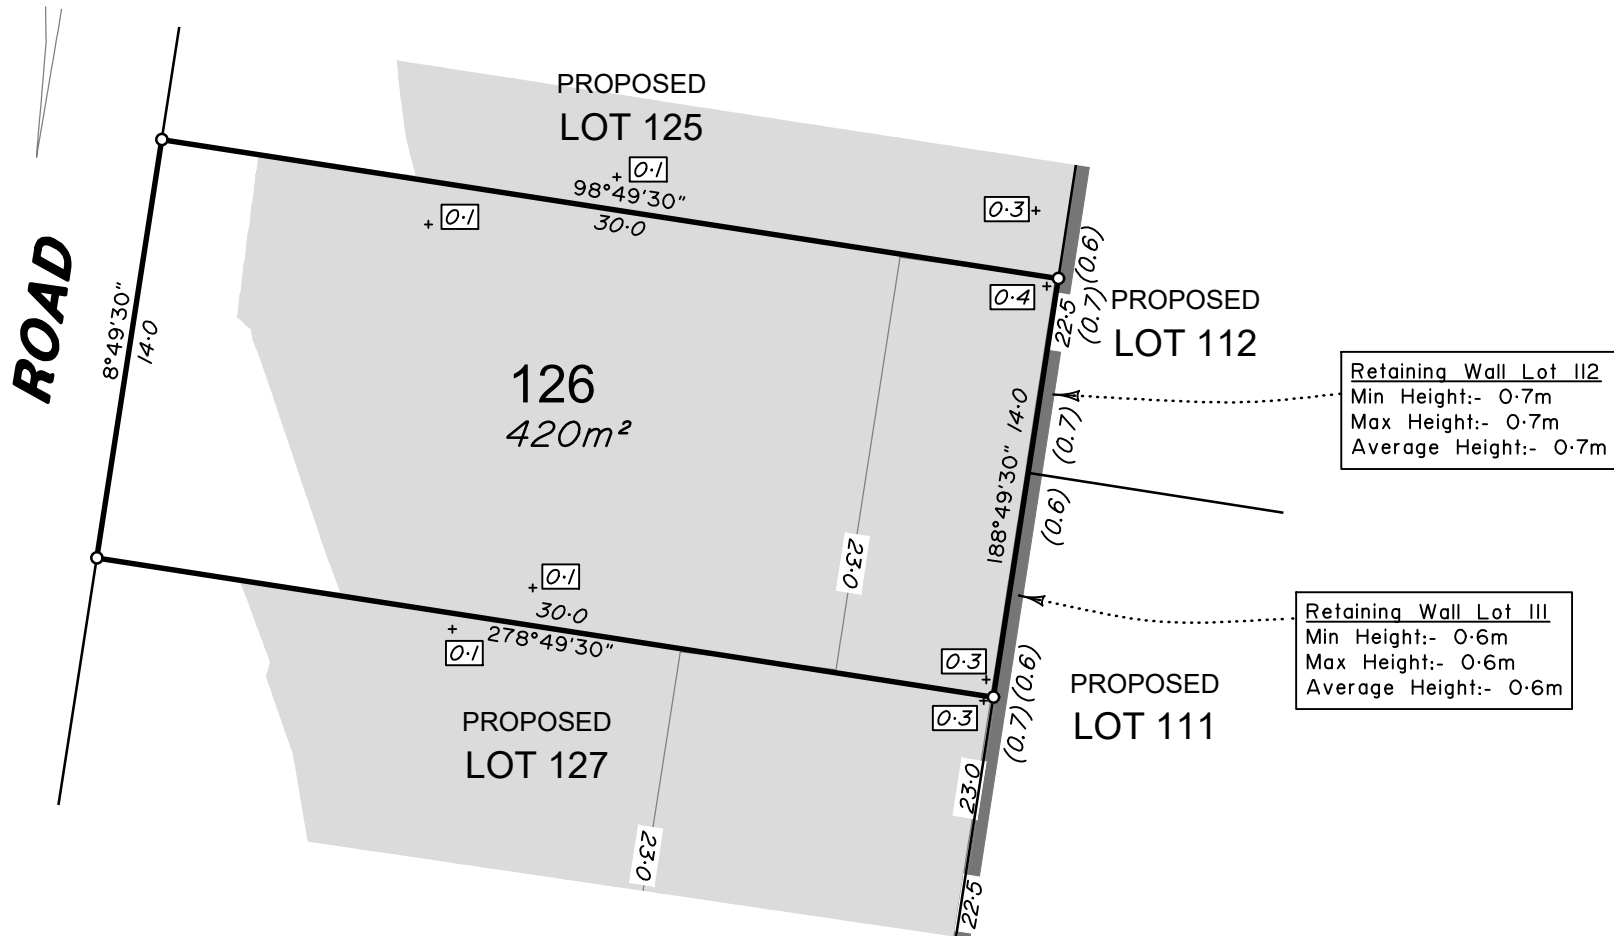 PROPOSED
LOT 125
0·1
98°49'30"
30·0
0·1
0·3
(0.6)
0·4
22·5
(0.7)
PROPOSED
LOT 112
ROAD
8°49'30"
14·0
126
420m²
Retaining Wall Lot 112
Min Height:- 0·7m
Max Height:- 0·7m
Average Height:- 0·7m
188°49'30" 14·0
(0.7)
(0.6)
23·0
0·1
30·0
278°49'30"
0·1
0·3
(0.6)
0·3
(0.7)
Retaining Wall Lot 111
Min Height:- 0·6m
Max Height:- 0·6m
Average Height:- 0·6m
PROPOSED
LOT 111
PROPOSED
LOT 127
23·0
23·0
22·5